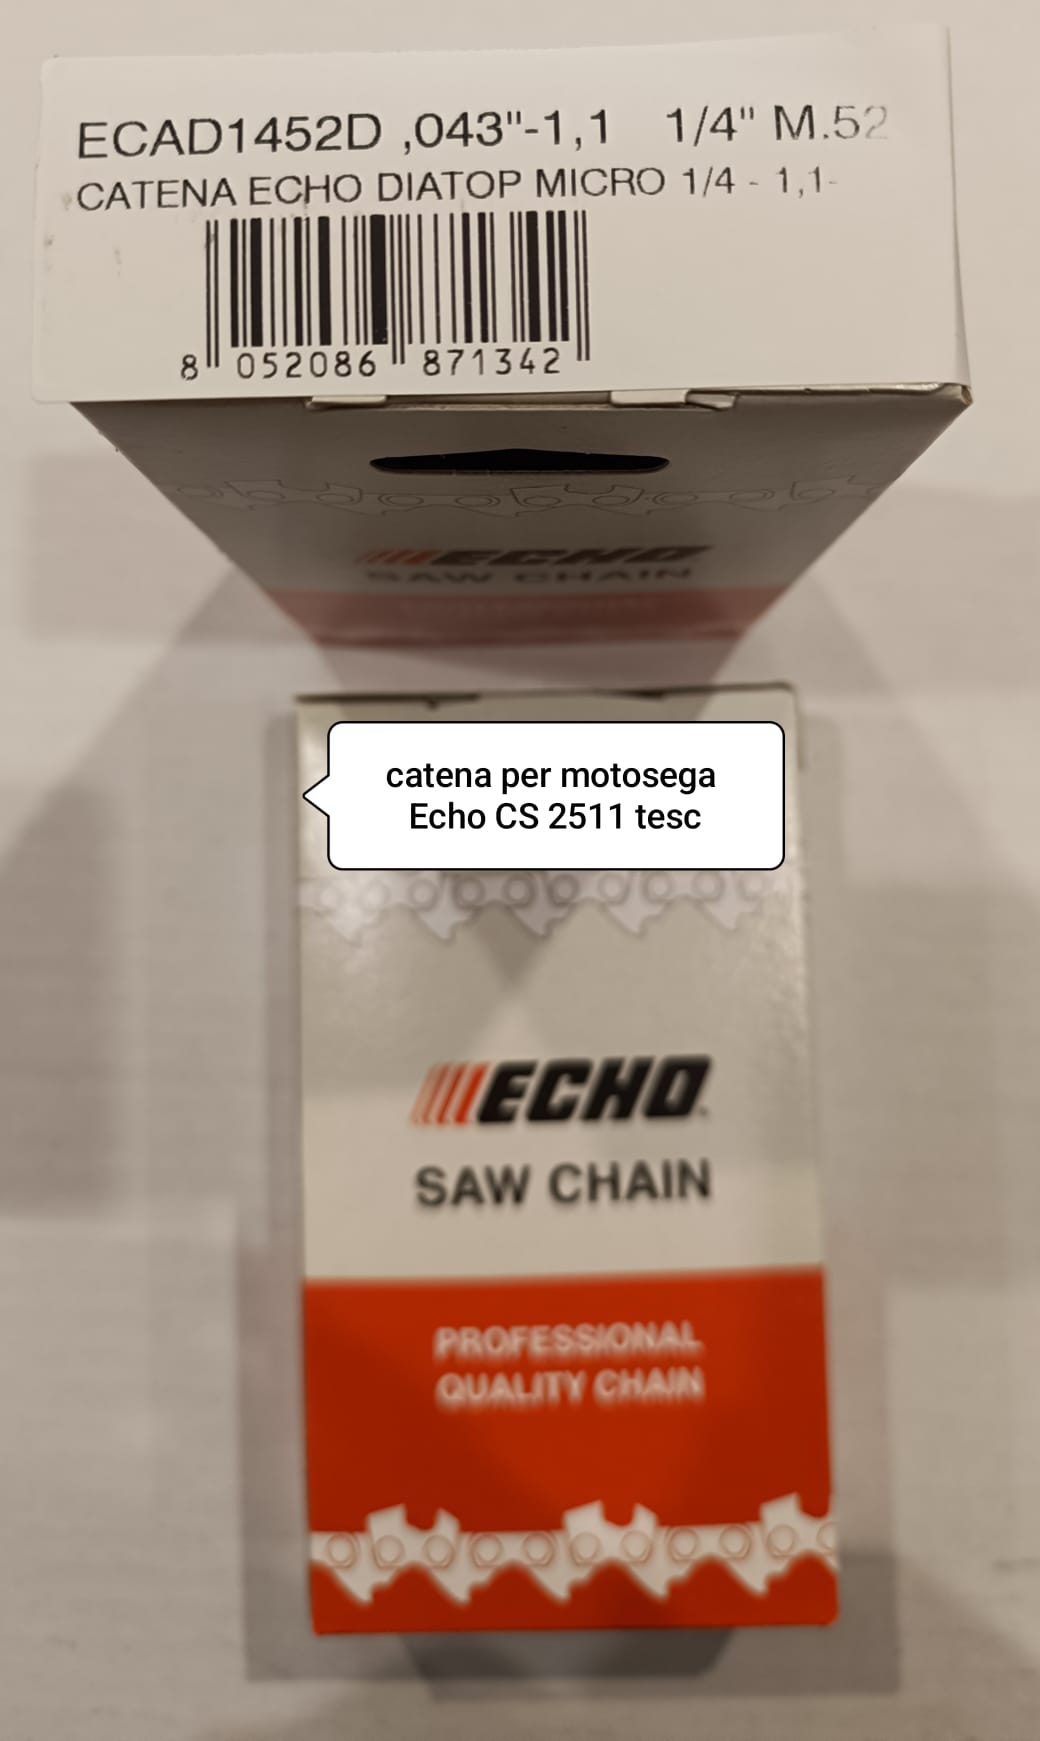 ECAD1452D ,043"-1,1 1/4" M.52
CATENA ECHO DIATOP MICRO 1/4 - 1,1-
8 052086 871342
ECHO
SAW CHAIN
catena per motosega
Echo CS 2511 tesc
ECHO
SAW CHAIN
PROFESSIONAL
QUALITY CHAIN